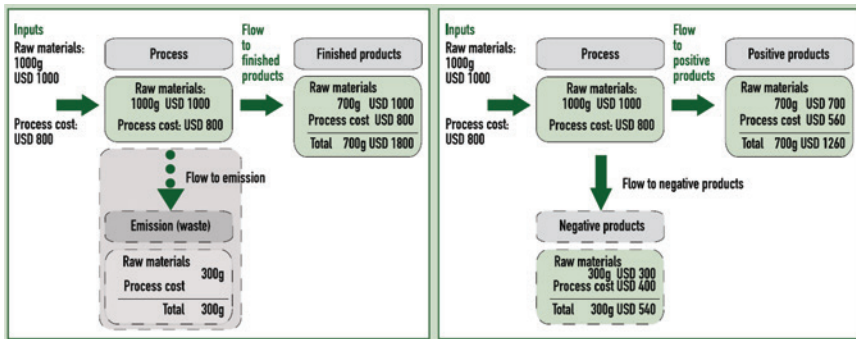 Inputs
Raw materials:
1000g
USD 1000
Process cost:
USD 800
Process
Raw materials:
1000g USD 1000
Process cost: USD 800
Flow
to
finished
products
Finished products
Raw materials
700g USD 1000
Process cost USD 800
Total 700g USD 1800
Flow to emission
Emission (waste)
Raw materials
300g
Process cost
Total 300g
Inputs
Raw materials:
1000g
USD 1000
Process cost:
USD 800
Process
Raw materials:
1000g USD 1000
Process cost: USD 800
Flow
to
positive
products
Positive products
Raw materials
700g USD 700
Process cost USD 560
Total 700g USD 1260
Flow to negative products
Negative products
Raw materials
300g USD 300
Process cost USD 400
Total 300g USD 540